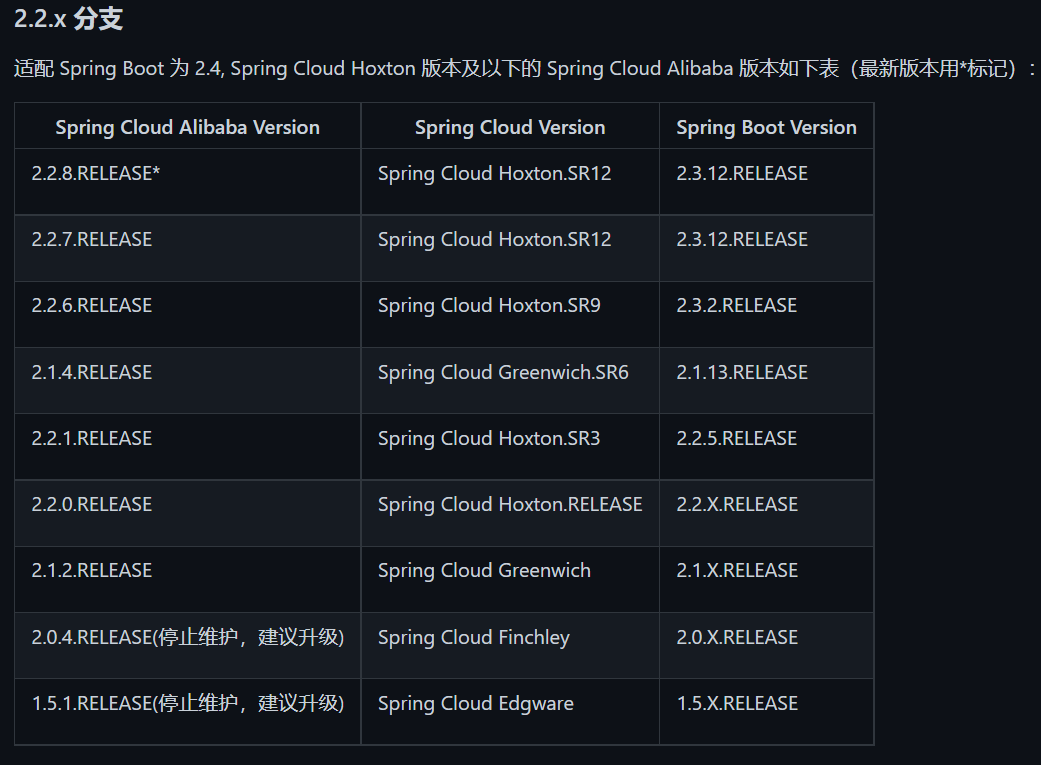 2.2.x 分支
适配 Spring Boot 为 2.4, Spring Cloud Hoxton 版本及以下的 Spring Cloud Alibaba 版本如下表（最新版本用*标记）:
Spring Cloud Alibaba Version Spring Cloud Version Spring Boot Version
2.2.8.RELEASE* Spring Cloud Hoxton.SR12 2.3.12.RELEASE
2.2.7.RELEASE Spring Cloud Hoxton.SR12 2.3.12.RELEASE
2.2.6.RELEASE Spring Cloud Hoxton.SR9 2.3.2.RELEASE
2.1.4.RELEASE Spring Cloud Greenwich.SR6 2.1.13.RELEASE
2.2.1.RELEASE Spring Cloud Hoxton.SR3 2.2.5.RELEASE
2.2.0.RELEASE Spring Cloud Hoxton.RELEASE 2.2.X.RELEASE
2.1.2.RELEASE Spring Cloud Greenwich 2.1.X.RELEASE
2.0.4.RELEASE(停止维护，建议升级) Spring Cloud Finchley 2.0.X.RELEASE
1.5.1.RELEASE(停止维护，建议升级) Spring Cloud Edgware 1.5.X.RELEASE